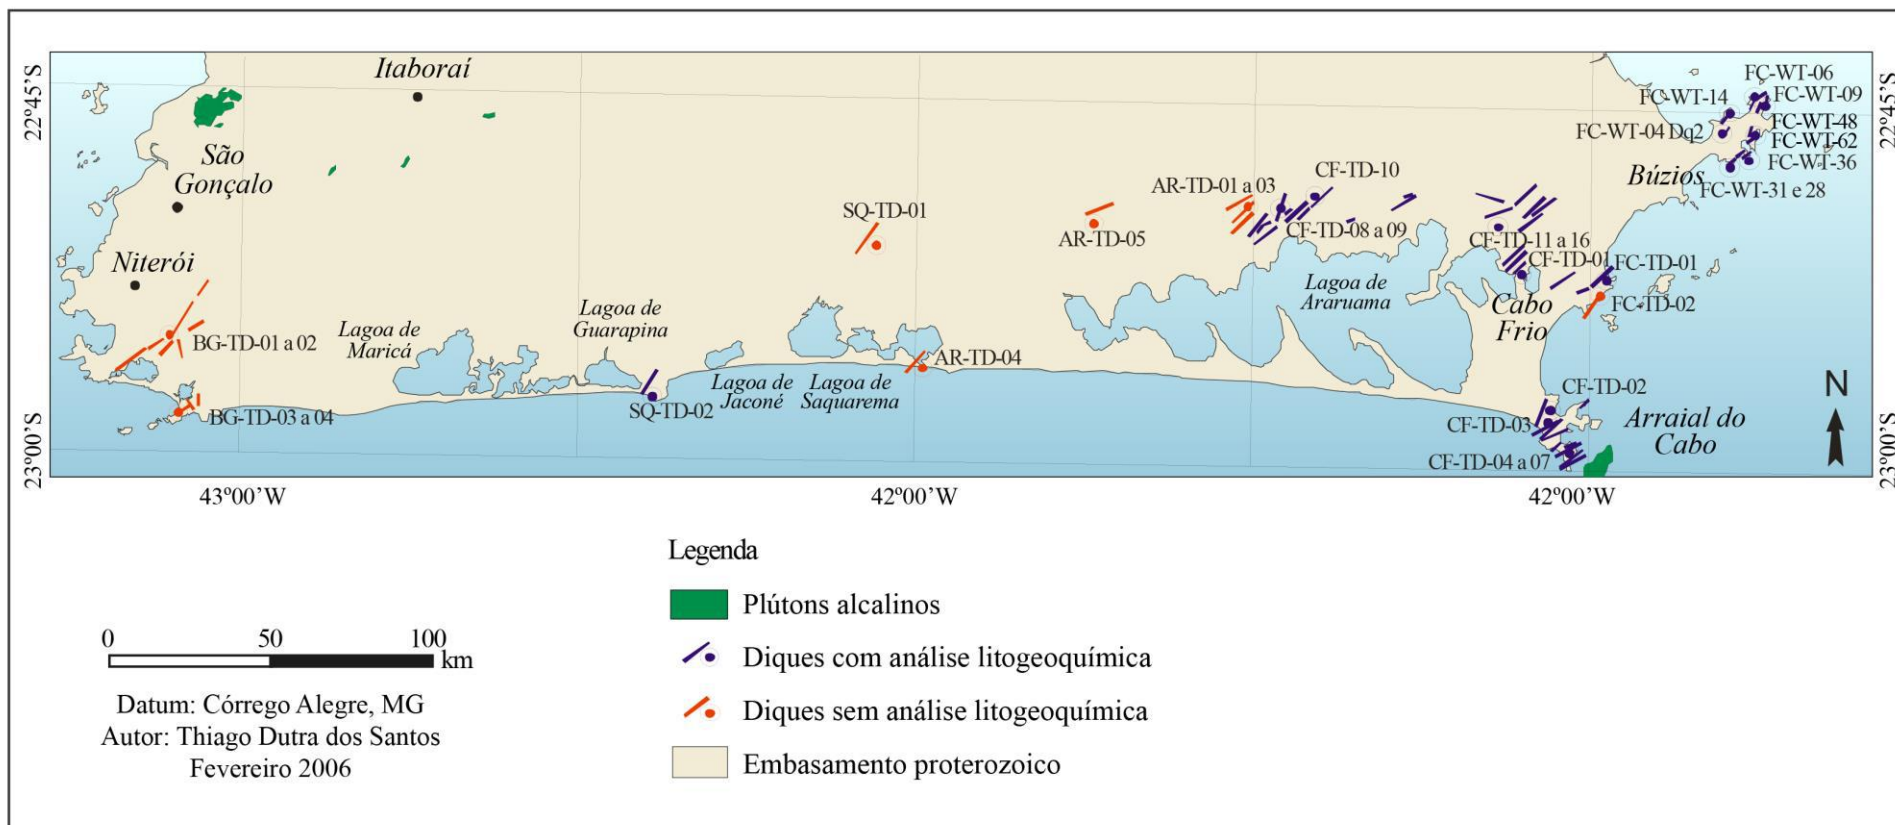 22°45'S
23°00'S
Itaboraí
São
Gonçalo
Niterói
BG-TD-01 a 02
BG-TD-03 a 04
Lagoa de
Maricá
Lagoa de
Guarapina
SQ-TD-02
SQ-TD-01
Lagoa de
Jaconé
Lagoa de
Saquarema
AR-TD-04
AR-TD-05
AR-TD-01 a 03
CF-TD-10
CF-TD-08 a 09
Lagoa de
Araruama
CF-TD-11 a 16
CF-TD-01
FC-TD-01
FC-TD-02
Cabo
Frio
FC-WT-06
FC-WT-09
FC-WT-14
FC-WT-04 Dq2
FC-WT-48
FC-WT-62
FC-WT-36
FC-WT-31 e 28
Búzios
CF-TD-02
CF-TD-03
CF-TD-04 a 07
Arraial do
Cabo
N
22°45'S
23°00'S
43°00'W
42°00'W
42°00'W
Legenda
Plútons alcalinos
Diques com análise litogeoquímica
Diques sem análise litogeoquímica
Embasamento proterozoico
0 50 100
km
Datum: Córrego Alegre, MG
Autor: Thiago Dutra dos Santos
Fevereiro 2006